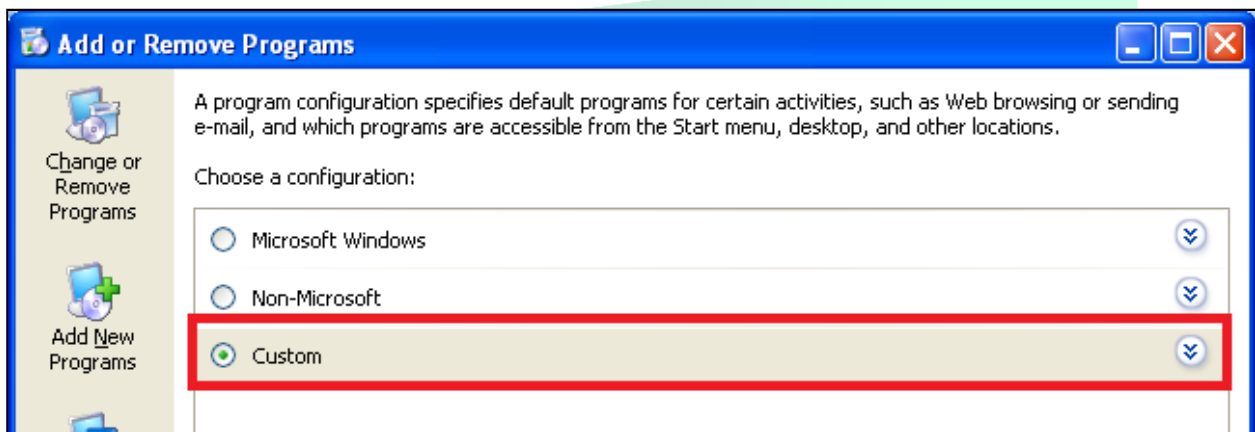 Add or Remove Programs
A program configuration specifies default programs for certain activities, such as Web browsing or sending
e-mail, and which programs are accessible from the Start menu, desktop, and other locations.
Change or
Remove
Programs
Choose a configuration:
Microsoft Windows
Non-Microsoft
Add New
Programs
Custom